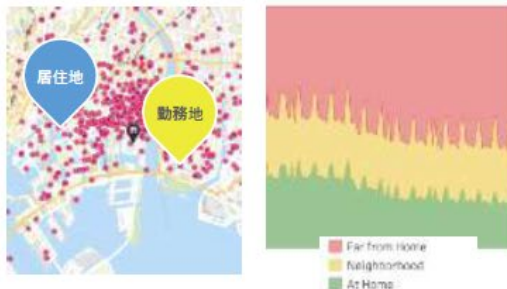 居住地
勤務地
Far from Home
Neighborhood
At Home